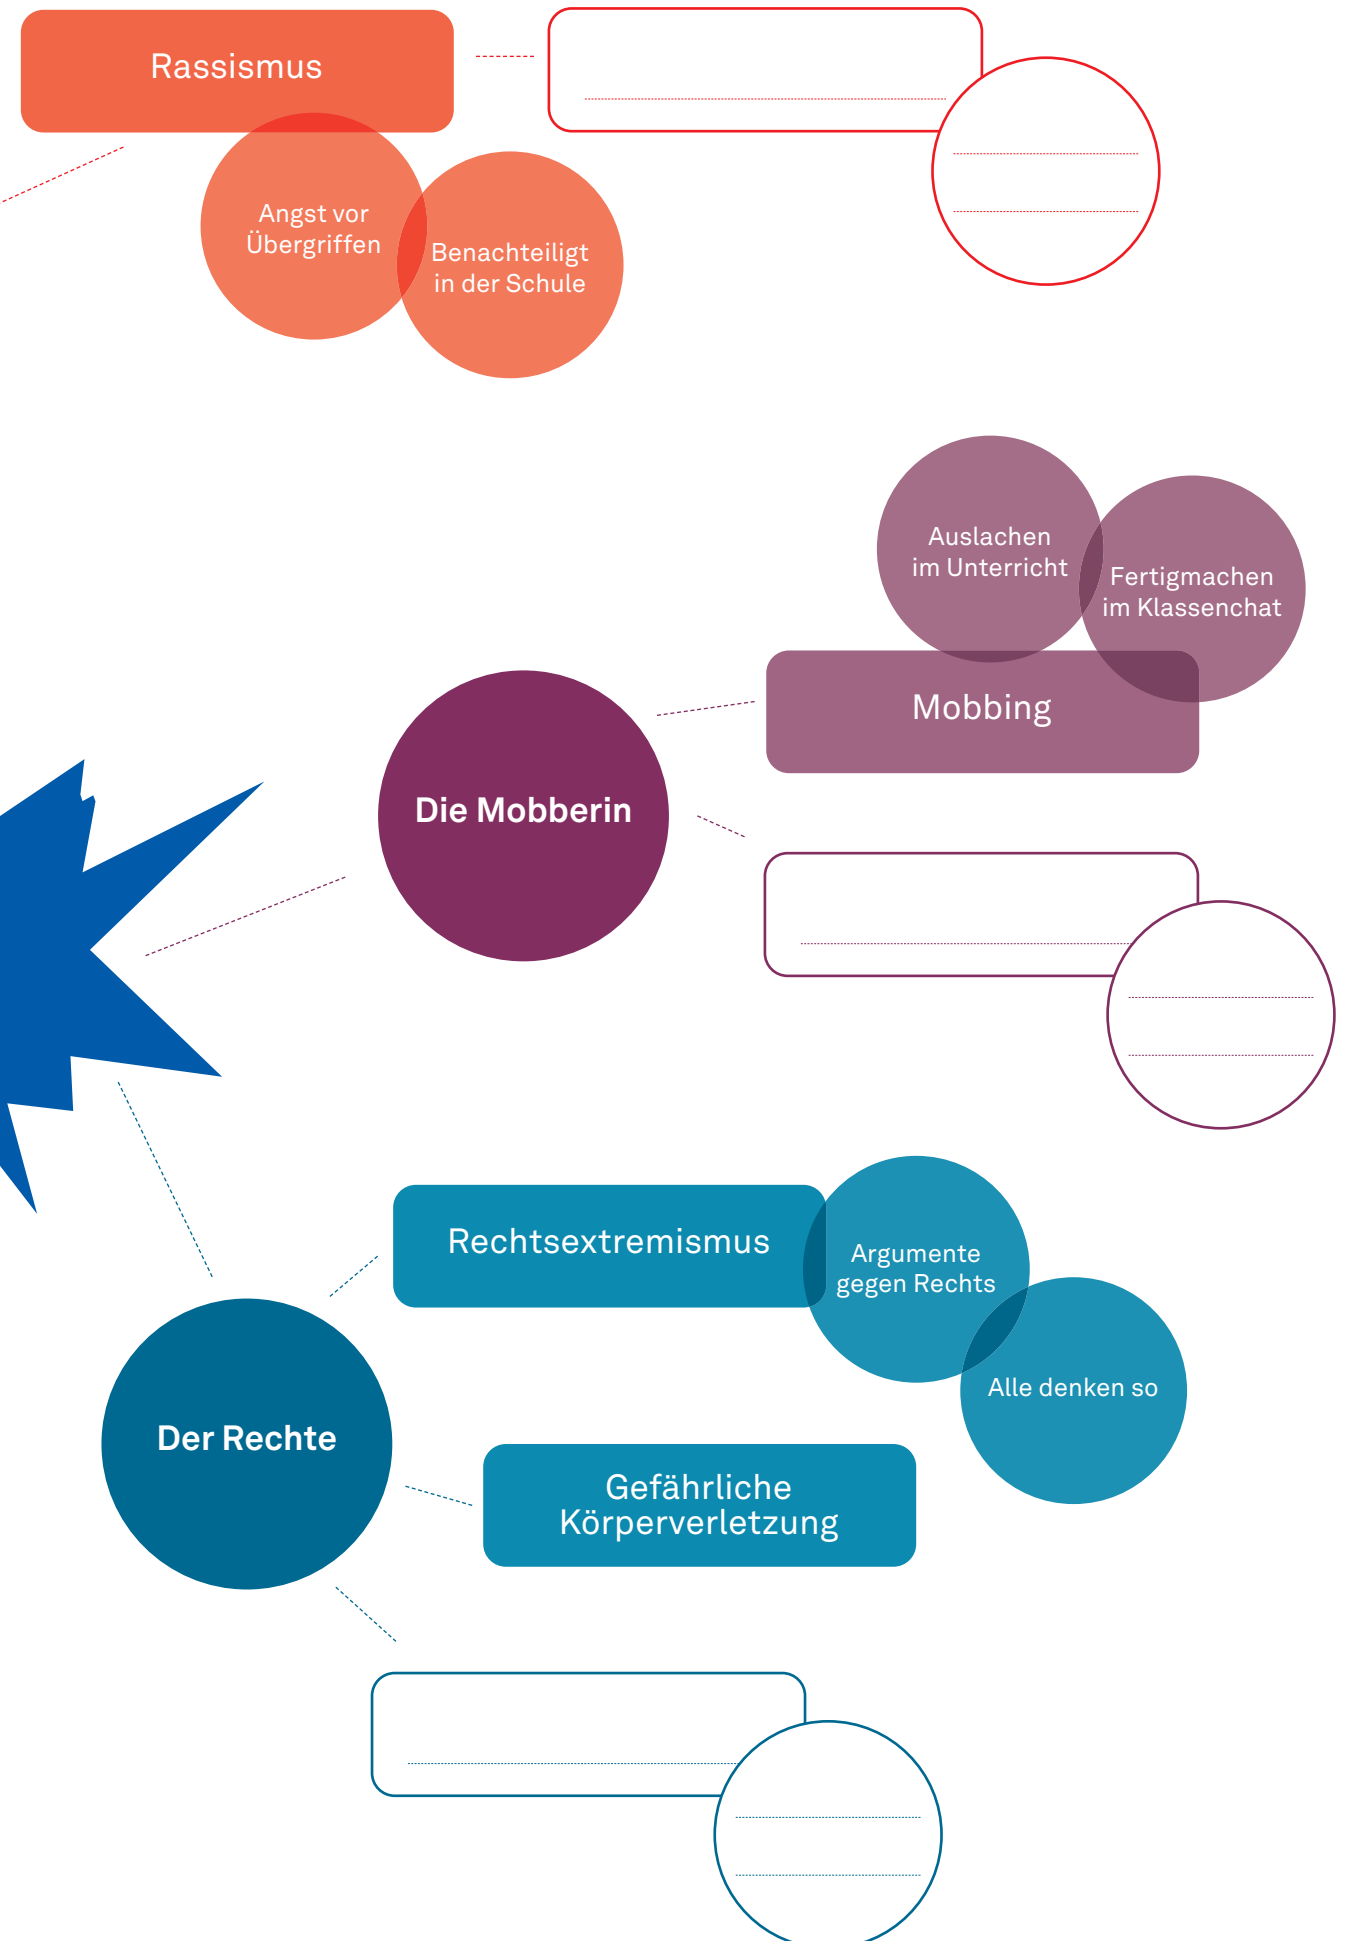 Rassismus
Angst vor
Übergriffen
Benachteiligt
in der Schule
Auslachen
im Unterricht
Fertigmachen
im Klassenchat
Mobbing
Die Mobberin
Rechtsextremismus
Argumente
gegen Rechts
Alle denken so
Der Rechte
Gefährliche
Körperverletzung